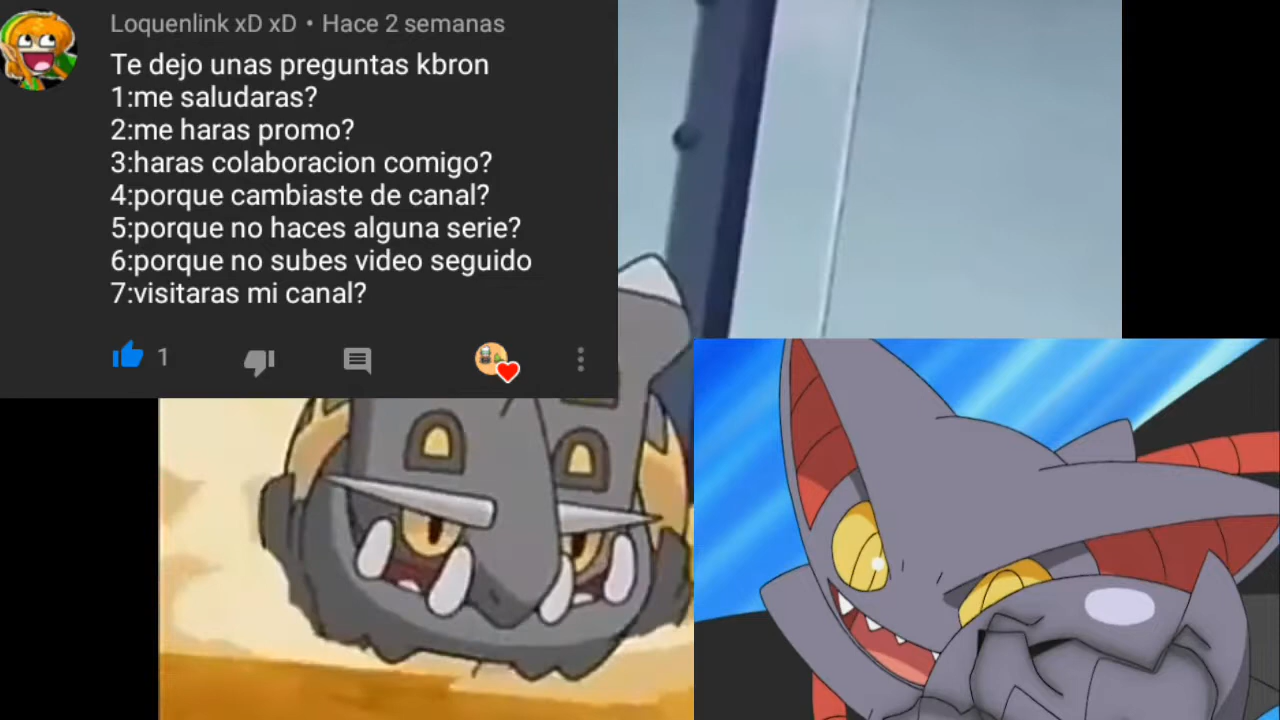 Loquenlink xD xD • Hace 2 semanas
Te dejo unas preguntas kbron
1:me saludaras?
2:me haras promo?
3:haras colaboracion comigo?
4:porque cambiaste de canal?
5:porque no haces alguna serie?
6:porque no subes video seguido
7:visitaras mi canal?
1